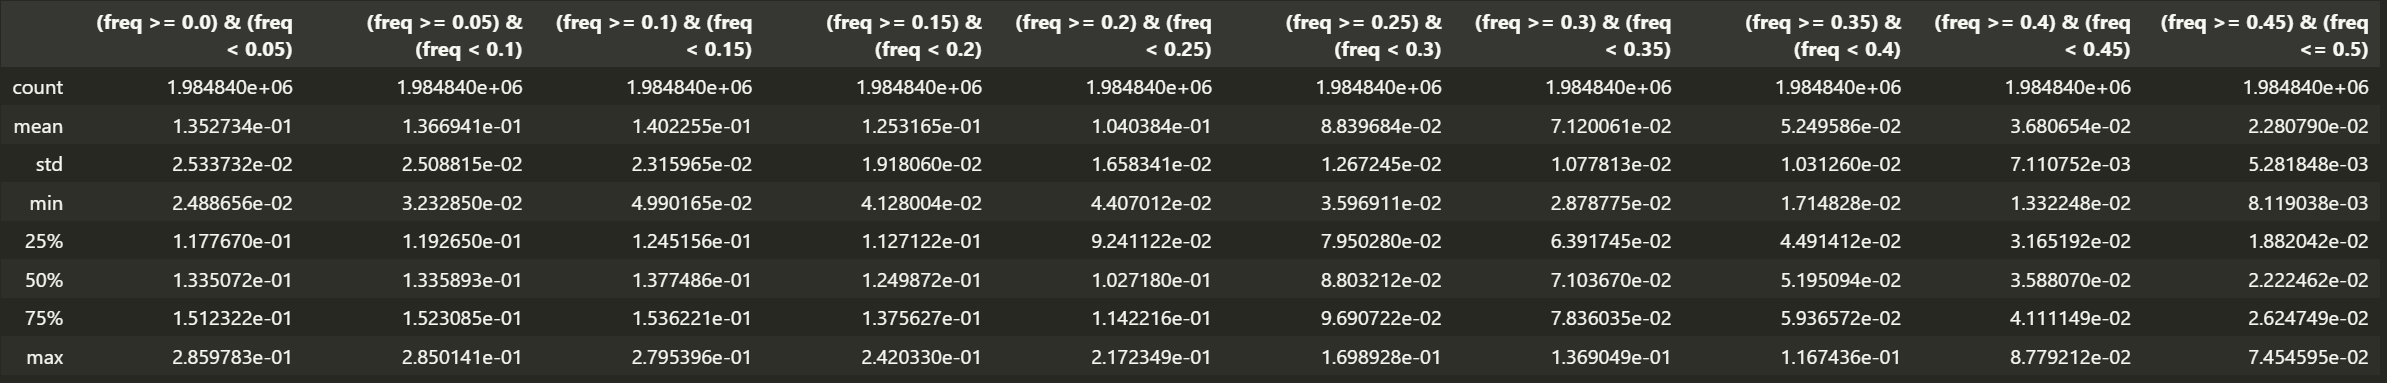 (freq >= 0.0) & (freq < 0.05) (freq >= 0.05) & (freq < 0.1) (freq >= 0.1) & (freq < 0.15) (freq >= 0.15) & (freq < 0.2) (freq >= 0.2) & (freq < 0.25) (freq >= 0.25) & (freq < 0.3) (freq >= 0.3) & (freq < 0.35) (freq >= 0.35) & (freq < 0.4) (freq >= 0.4) & (freq < 0.45) (freq >= 0.45) & (freq <= 0.5)
count 1.984840e+06 1.984840e+06 1.984840e+06 1.984840e+06 1.984840e+06 1.984840e+06 1.984840e+06 1.984840e+06 1.984840e+06 1.984840e+06
mean 1.352734e-01 1.366941e-01 1.402255e-01 1.253165e-01 1.040384e-01 8.839684e-02 7.120061e-02 5.249586e-02 3.680654e-02 2.280790e-02
std 2.533732e-02 2.508815e-02 2.315965e-02 1.918060e-02 1.658341e-02 1.267245e-02 1.077813e-02 1.031260e-02 7.110752e-03 5.281848e-03
min 2.488656e-02 3.232850e-02 4.990165e-02 4.128004e-02 4.407012e-02 3.596911e-02 2.878775e-02 1.714828e-02 1.332248e-02 8.119038e-03
25% 1.177670e-01 1.192650e-01 1.245156e-01 1.127122e-01 9.241122e-02 7.950280e-02 6.391745e-02 4.491412e-02 3.165192e-02 1.882042e-02
50% 1.335072e-01 1.335893e-01 1.377486e-01 1.249872e-01 1.027180e-01 8.803212e-02 7.103670e-02 5.195094e-02 3.588070e-02 2.222462e-02
75% 1.512322e-01 1.523085e-01 1.536221e-01 1.375627e-01 1.142216e-01 9.690722e-02 7.836035e-02 5.936572e-02 4.111149e-02 2.624749e-02
max 2.859783e-01 2.850141e-01 2.795396e-01 2.420330e-01 2.172349e-01 1.698928e-01 1.369049e-01 1.167436e-01 8.779212e-02 7.454595e-02